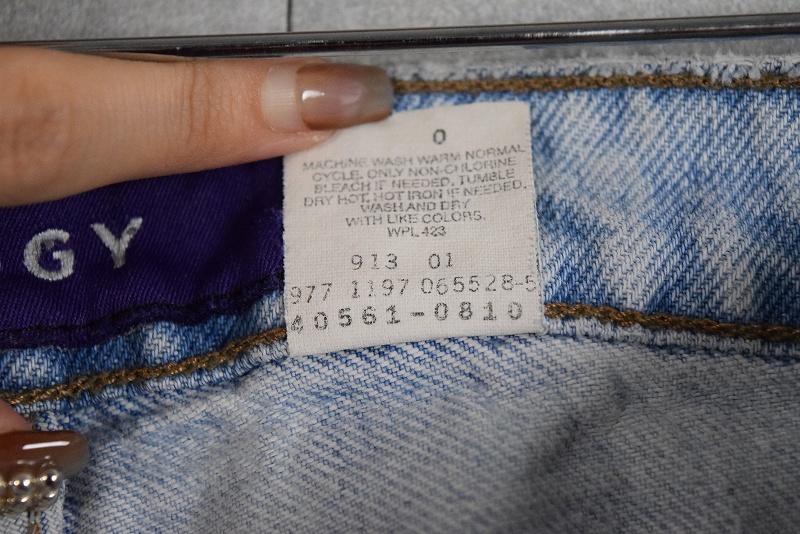 OGY
0
MACHINE WASH WARM NORMAL
CYCLE. ONLY NON-CHLORINE
BLEACH IF NEEDED. TUMBLE
DRY HOT. HOT IRON IF NEEDED.
WASH AND DRY
WITH LIKE COLORS.
WPL 423
913 01
977 1197 065528-5
40561-0810